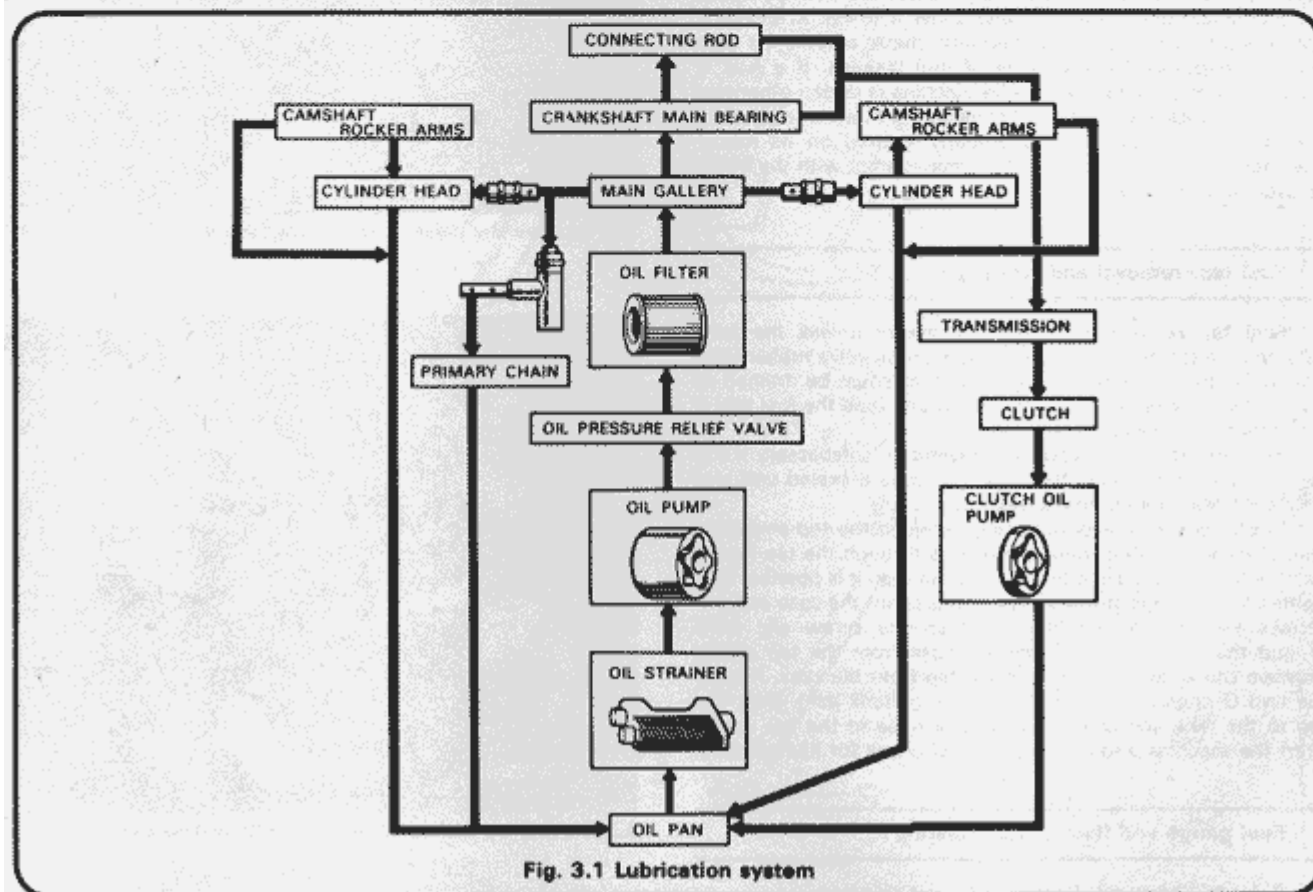 CONNECTING ROD
CAMSHAFT
ROCKER ARMS
CRANKSHAFT MAIN BEARING
CAMSHAFT -
ROCKER ARMS
CYLINDER HEAD
MAIN GALLERY
CYLINDER HEAD
OIL FILTER
TRANSMISSION
PRIMARY CHAIN
CLUTCH
OIL PRESSURE RELIEF VALVE
OIL PUMP
CLUTCH OIL
PUMP
OIL STRAINER
OIL PAN
Fig. 3.1 Lubrication system